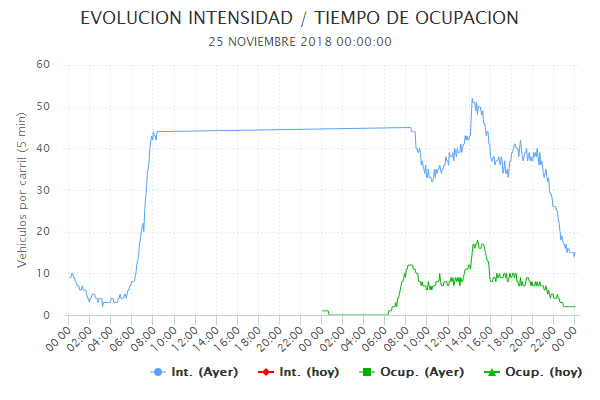 EVOLUCION INTENSIDAD / TIEMPO DE OCUPACION
25 NOVIEMBRE 2018 00:00:00
Vehiculos por carril (5 min)
60
50
40
30
20
10
0
00:00 02:00 04:00 06:00 08:00 10:00 12:00 14:00 16:00 18:00 20:00 22:00 00:00 02:00 04:00 06:00 08:00 10:00 12:00 14:00 16:00 18:00 20:00 22:00 00:00
Int. (Ayer) Int. (hoy) Ocup. (Ayer) Ocup. (hoy)